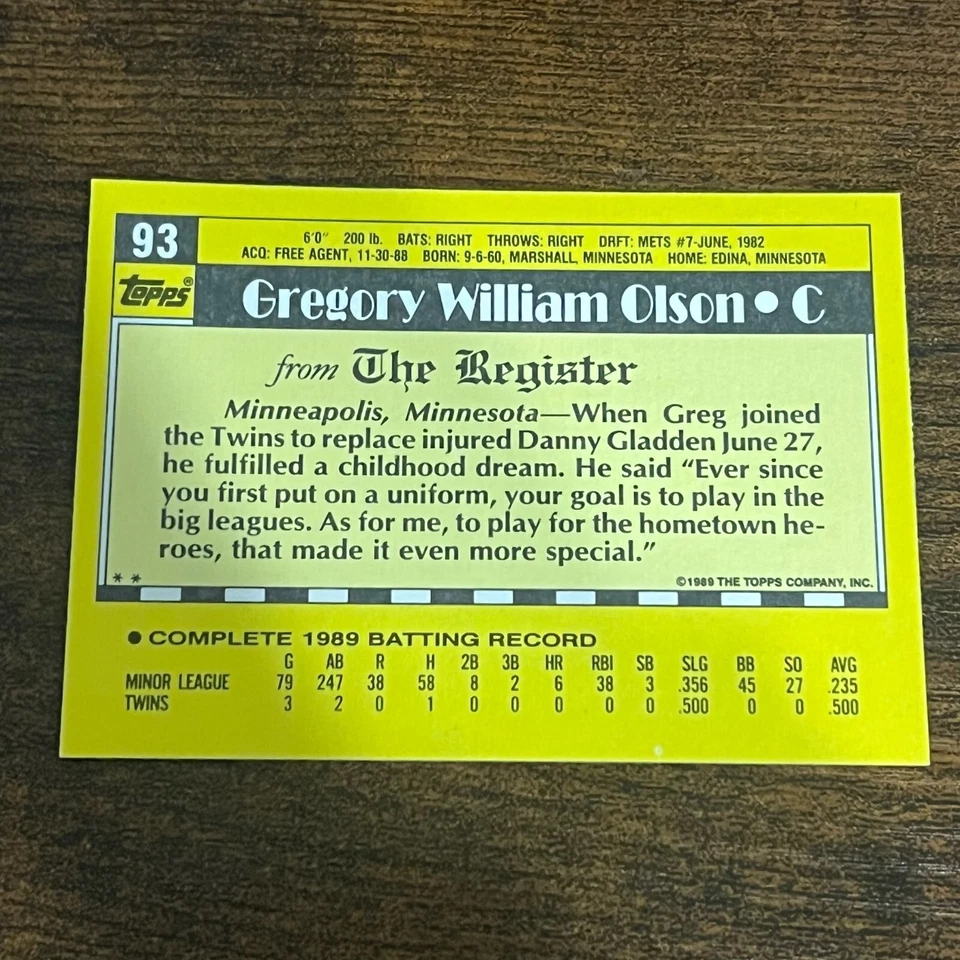 93
6'0" 200 lb. BATS: RIGHT THROWS: RIGHT DRFT: METS #7-JUNE, 1982
ACQ: FREE AGENT, 11-30-88 BORN: 9-6-60, MARSHALL, MINNESOTA HOME: EDINA, MINNESOTA
TOPPS®
Gregory William Olson • C
from The Register
Minneapolis, Minnesota—When Greg joined
the Twins to replace injured Danny Gladden June 27,
he fulfilled a childhood dream. He said "Ever since
you first put on a uniform, your goal is to play in the
big leagues. As for me, to play for the hometown he-
roes, that made it even more special."
* *
©1989 THE TOPPS COMPANY, INC.
● COMPLETE 1989 BATTING RECORD
G AB R H 2B 3B HR RBI SB SLG BB SO AVG
MINOR LEAGUE 79 247 38 58 8 2 6 38 3 .356 45 27 .235
TWINS 3 2 0 1 0 0 0 0 0 .500 0 0 .500